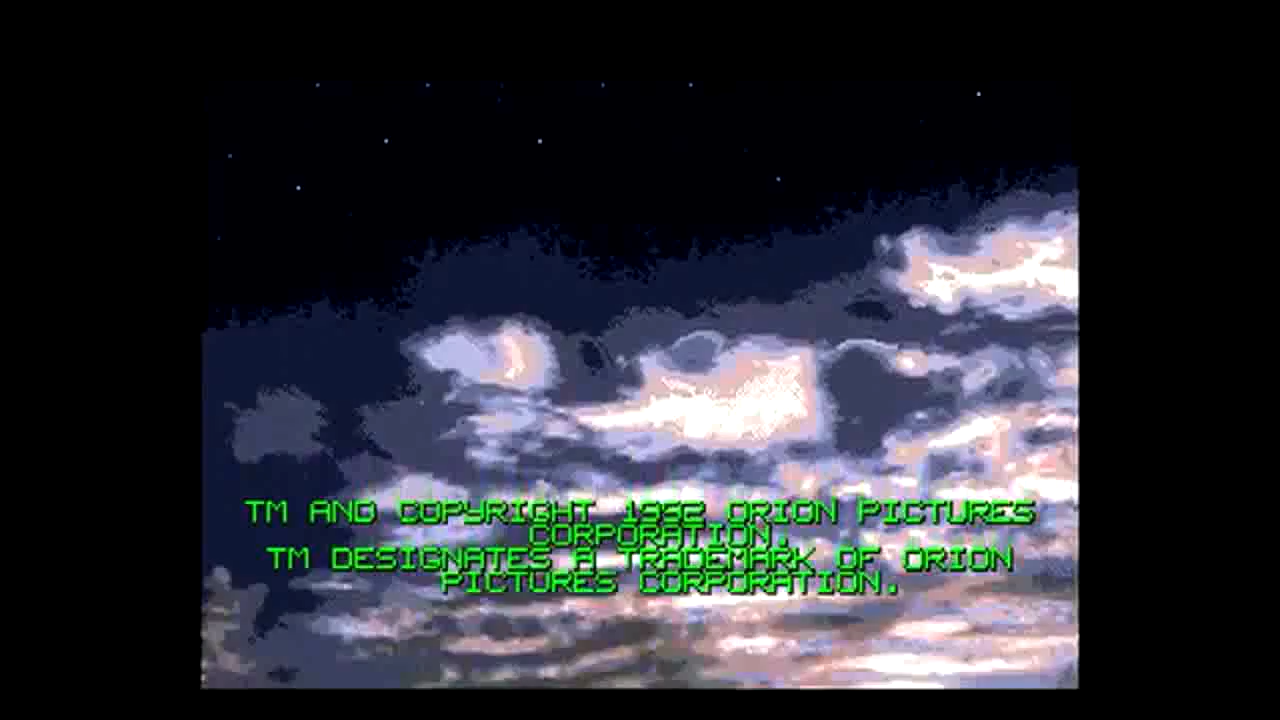 TM AND COPYRIGHT 1992 ORION PICTURES
CORPORATION.
TM DESIGNATES A TRADEMARK OF ORION
PICTURES CORPORATION.